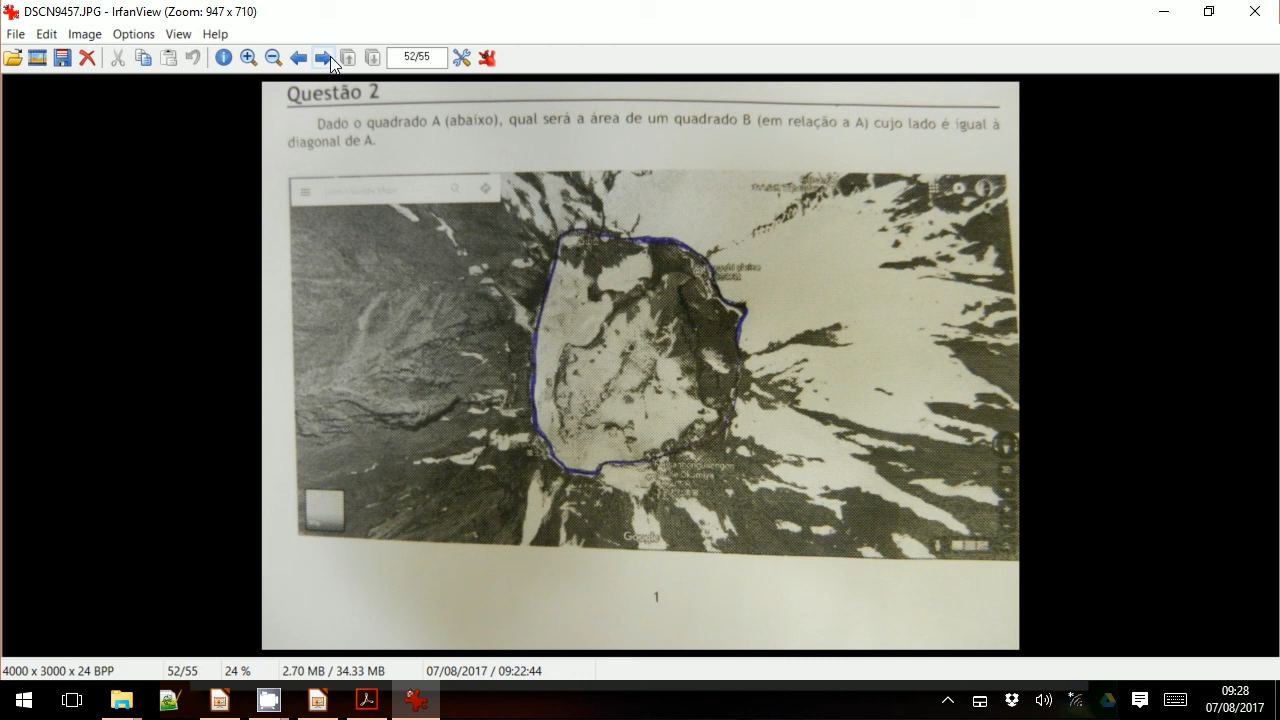 DSCN9457.JPG - IrfanView (Zoom: 947 x 710)
File Edit Image Options View Help
52/55
Questão 2
Dado o quadrado A (abaixo), qual será a área de um quadrado B (em relação a A) cujo lado é igual à
diagonal de A.
Google
1
4000 x 3000 x 24 BPP 52/55 24 % 2.70 MB / 34.33 MB 07/08/2017 / 09:22:44
09:28
07/08/2017